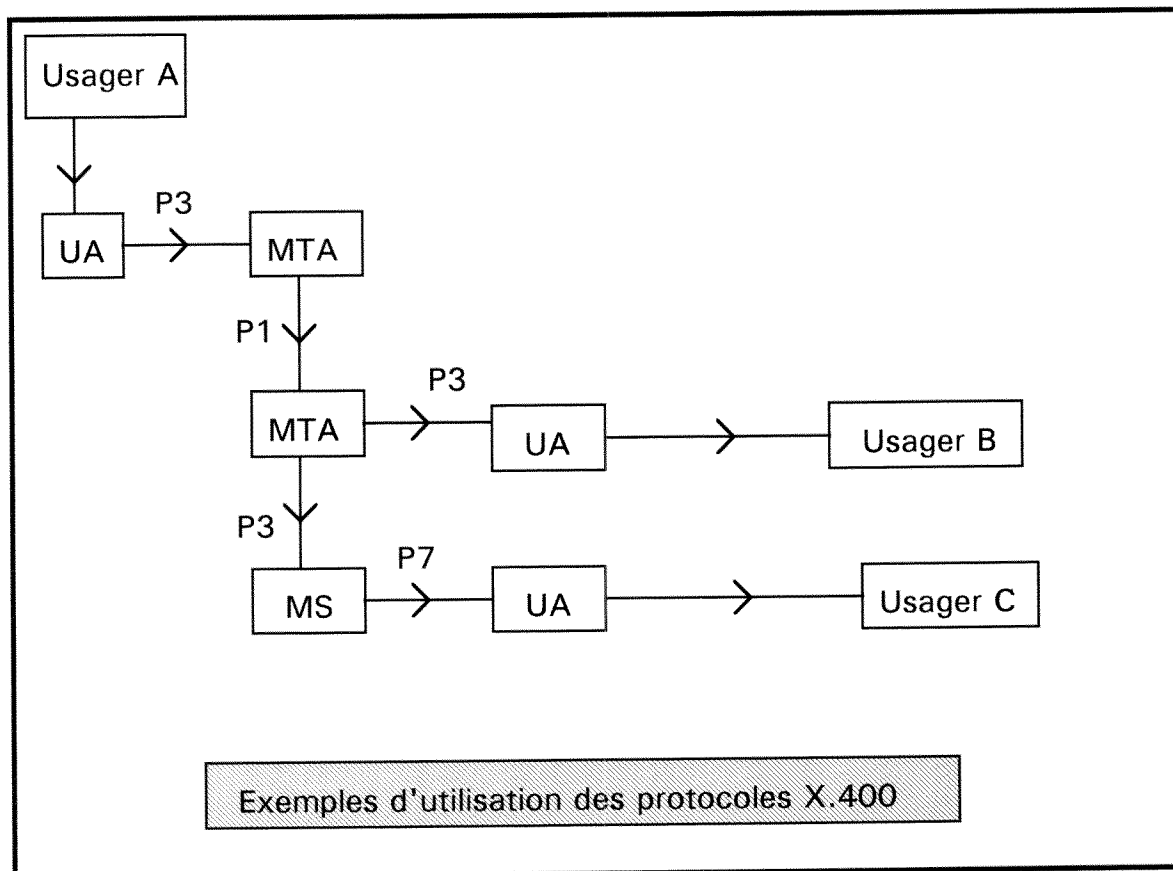 Usager A
P3
UA
MTA
P1
P3
MTA
UA
Usager B
P3
P7
MS
UA
Usager C
Exemples d'utilisation des protocoles X.400